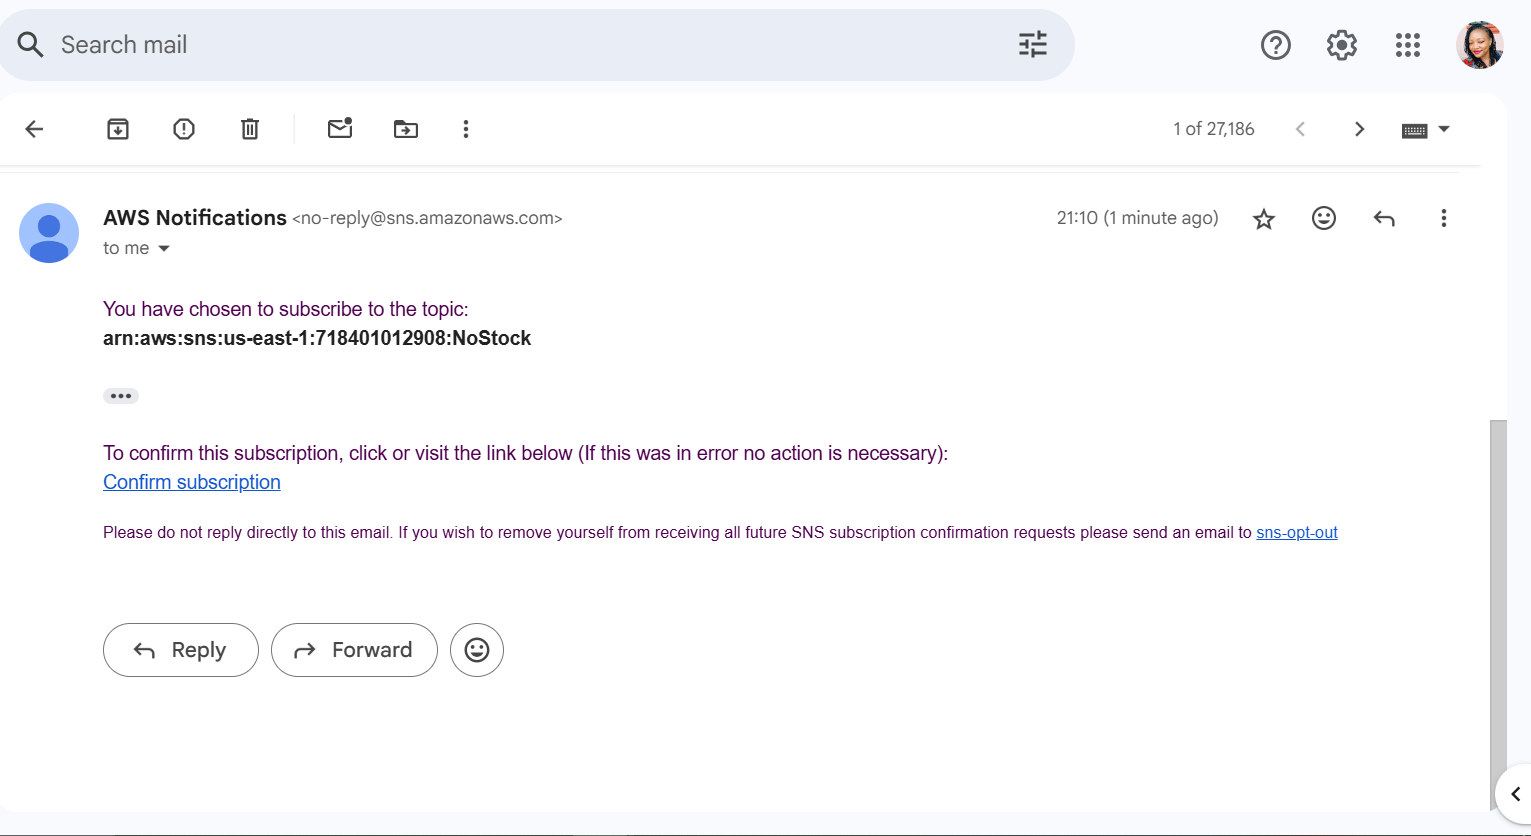 Search mail
1 of 27,186
AWS Notifications <no-reply@sns.amazonaws.com>
21:10 (1 minute ago)
to me
You have chosen to subscribe to the topic:
arn:aws:sns:us-east-1:718401012908:NoStock
To confirm this subscription, click or visit the link below (If this was in error no action is necessary):
Confirm subscription
Please do not reply directly to this email. If you wish to remove yourself from receiving all future SNS subscription confirmation requests please send an email to sns-opt-out
Reply
Forward